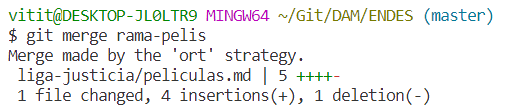 vitit@DESKTOP-JL0LTR9 MINGW64 ~/Git/DAM/ENDES (master)
$ git merge rama-pelis
Merge made by the 'ort' strategy.
 liga-justicia/peliculas.md | 5 ++++-
 1 file changed, 4 insertions(+), 1 deletion(-)